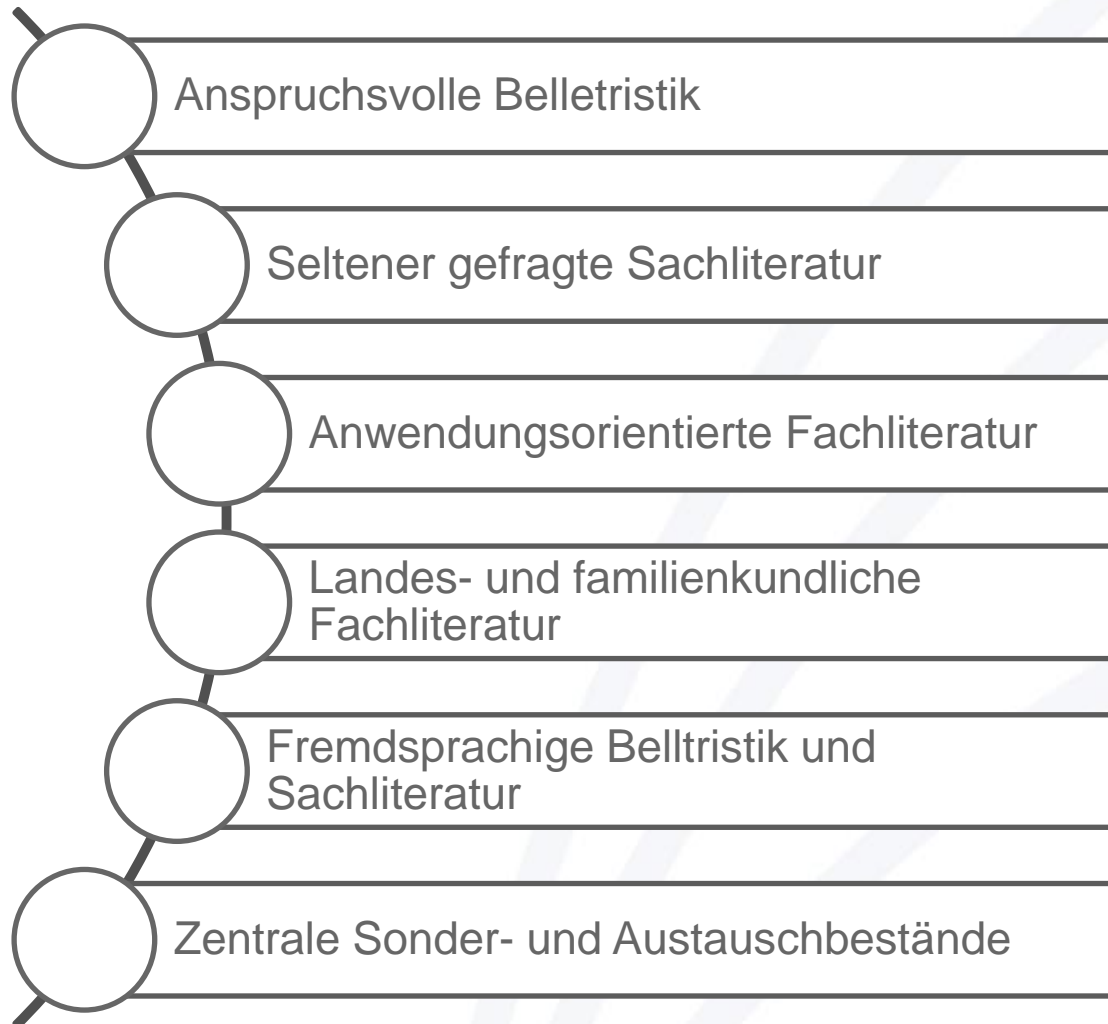 Anspruchsvolle Belletristik
Seltener gefragte Sachliteratur
Anwendungsorientierte Fachliteratur
Landes- und familienkundliche
Fachliteratur
Fremdsprachige Belltristik und
Sachliteratur
Zentrale Sonder- und Austauschbestände